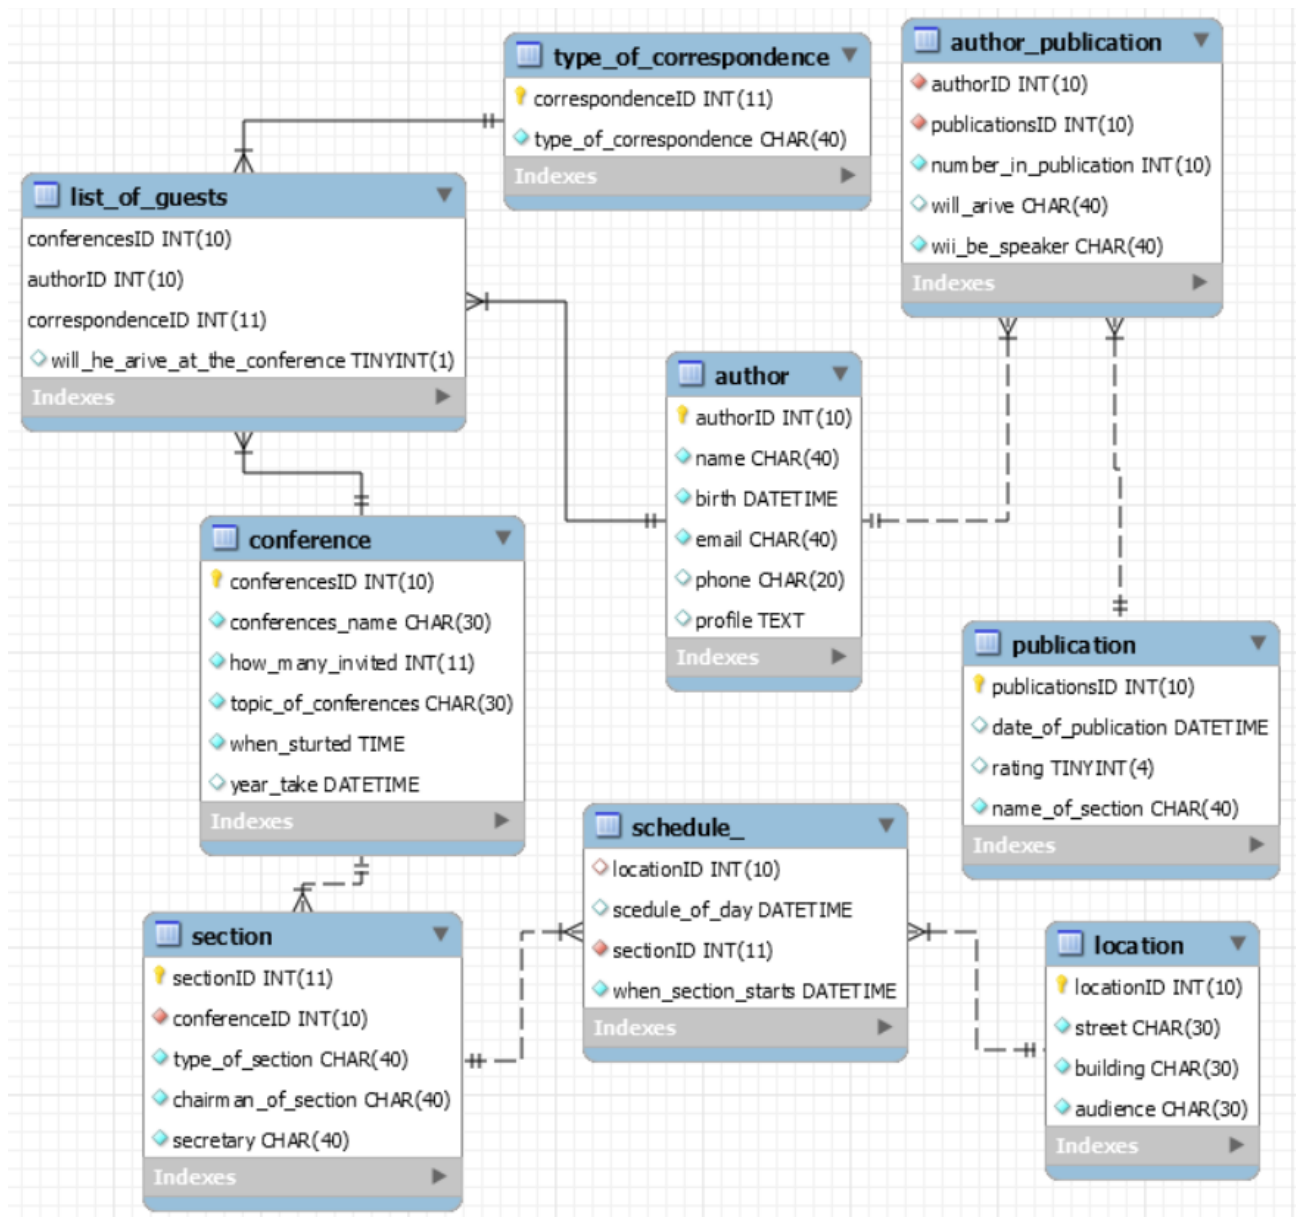 type_of_correspondence
correspondenceID INT(11)
type_of_correspondence CHAR(40)
Indexes
author_publication
authorID INT(10)
publicationsID INT(10)
number_in_publication INT(10)
will_arive CHAR(40)
wii_be_speaker CHAR(40)
Indexes
list_of_guests
conferencesID INT(10)
authorID INT(10)
correspondenceID INT(11)
will_he_arive_at_the_conference TINYINT(1)
Indexes
author
authorID INT(10)
name CHAR(40)
birth DATETIME
email CHAR(40)
phone CHAR(20)
profile TEXT
Indexes
conference
conferencesID INT(10)
conferences_name CHAR(30)
how_many_invited INT(11)
topic_of_conferences CHAR(30)
when_sturted TIME
year_take DATETIME
Indexes
publication
publicationsID INT(10)
date_of_publication DATETIME
rating TINYINT(4)
name_of_section CHAR(40)
Indexes
schedule_
locationID INT(10)
scedule_of_day DATETIME
sectionID INT(11)
when_section_starts DATETIME
Indexes
section
sectionID INT(11)
conferenceID INT(10)
type_of_section CHAR(40)
chairman_of_section CHAR(40)
secretary CHAR(40)
Indexes
location
locationID INT(10)
street CHAR(30)
building CHAR(30)
audience CHAR(30)
Indexes